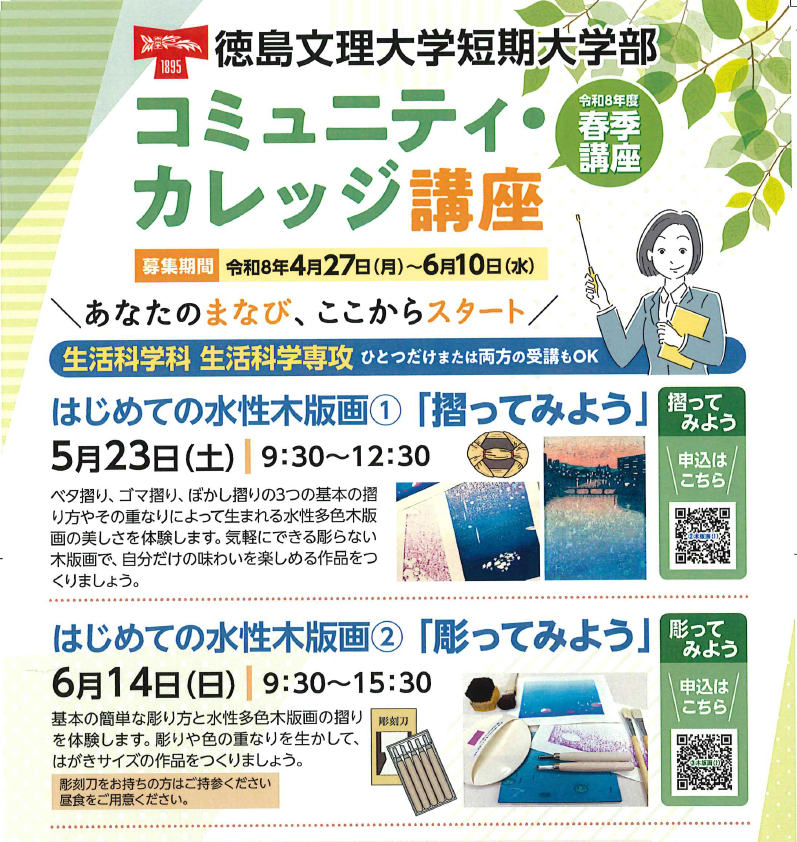 1895
徳島文理大学短期大学部
コミュニティ・
カレッジ講座
令和8年度
春季
講座
募集期間 令和8年4月27日(月)~6月10日(水)
あなたのまなび、ここからスタート
生活科学科 生活科学専攻 ひとつだけまたは両方の受講もOK
はじめての水性木版画①「摺ってみよう」
5月23日(土) 9:30~12:30
ベタ摺り、ゴマ摺り、ぼかし摺りの3つの基本の摺
り方やその重なりによって生まれる水性多色木版
画の美しさを体験します。気軽にできる彫らない
木版画で、自分だけの味わいを楽しめる作品をつ
くりましょう。
摺って
みよう
申込は
こちら
②木版画(1)
はじめての水性木版画②「彫ってみよう」
6月14日(日) 9:30~15:30
基本の簡単な彫り方と水性多色木版画の摺り
を体験します。彫りや色の重なりを生かして、
はがきサイズの作品をつくりましょう。
彫刻刀をお持ちの方はご持参ください
昼食をご用意ください。
彫刻刀
彫って
みよう
申込は
こちら
③木版画(2)